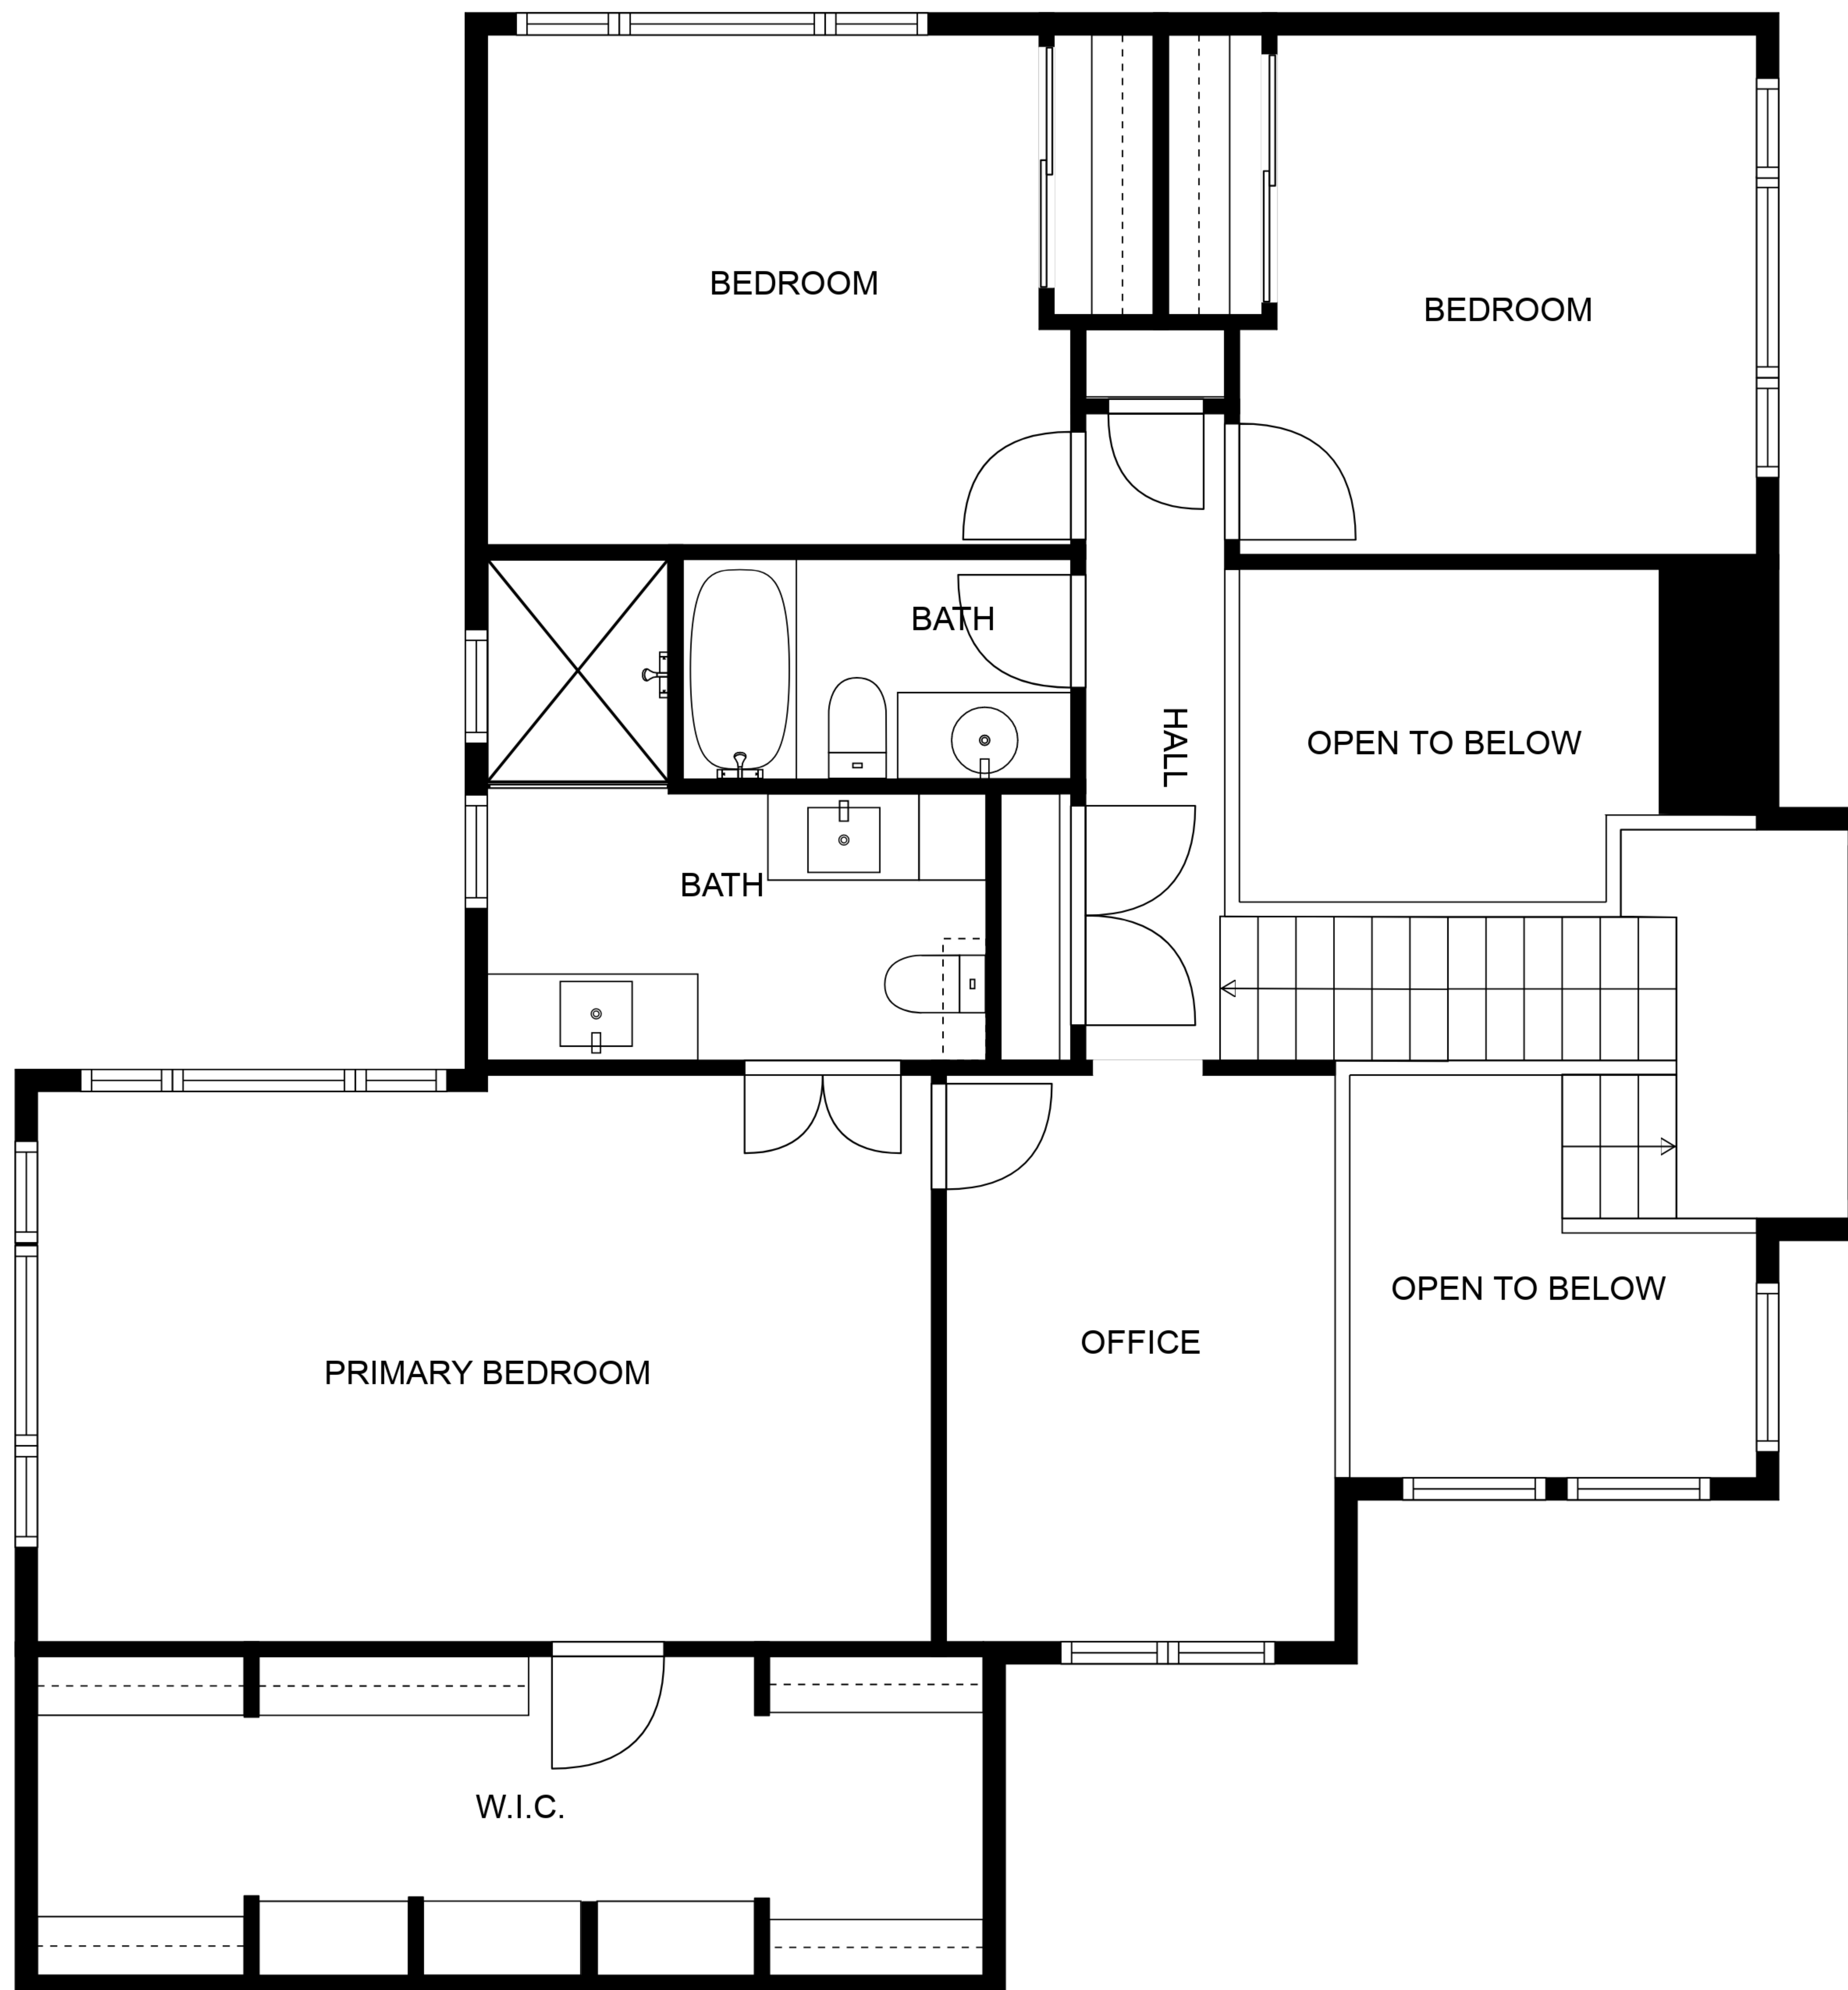 BEDROOM
BEDROOM
BATH
HALL
OPEN TO BELOW
BATH
OPEN TO BELOW
OFFICE
PRIMARY BEDROOM
W.I.C.